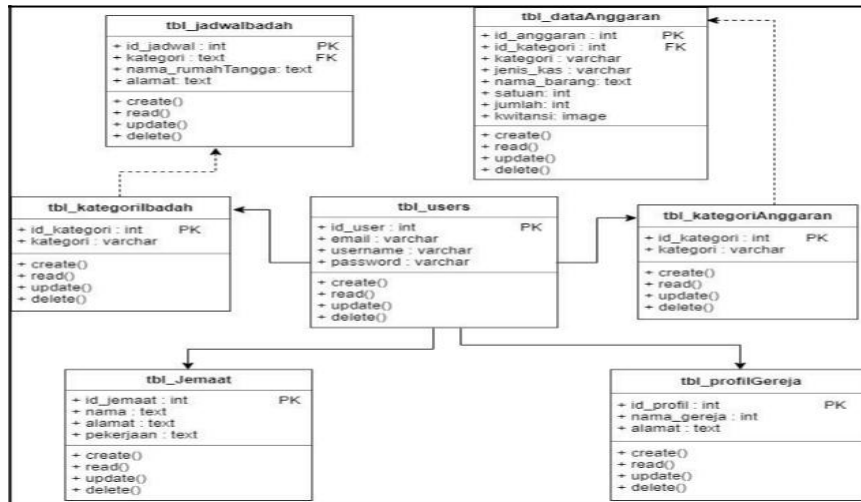 tbl_jadwalbadah
+ id_jadwal : int PK
+ kategori : text FK
+ nama_rumahTangga: text
+ alamat: text
+ create()
+ read()
+ update()
+ delete()
tbl_dataAnggaran
+ id_anggaran : int PK
+ id_kategori : int FK
+ kategori : varchar
+ jenis_kas : varchar
+ nama_barang: text
+ satuan: int
+ jumlah: int
+ kwitansi: image
+ create()
+ read()
+ update()
+ delete()
tbl_kategoriIbadah
+ id_kategori : int PK
+ kategori : varchar
+ create()
+ read()
+ update()
+ delete()
tbl_users
+ id_user : int PK
+ email : varchar
+ username : varchar
+ password : varchar
+ create()
+ read()
+ update()
+ delete()
tbl_kategoriAnggaran
+ id_kategori : int PK
+ kategori : varchar
+ create()
+ read()
+ update()
+ delete()
tbl_Jemaat
+ id_jemaat : int PK
+ nama : text
+ alamat : text
+ pekerjaan : text
+ create()
+ read()
+ update()
+ delete()
tbl_profilGereja
+ id_profil : int PK
+ nama_gereja : int
+ alamat : text
+ create()
+ read()
+ update()
+ delete()